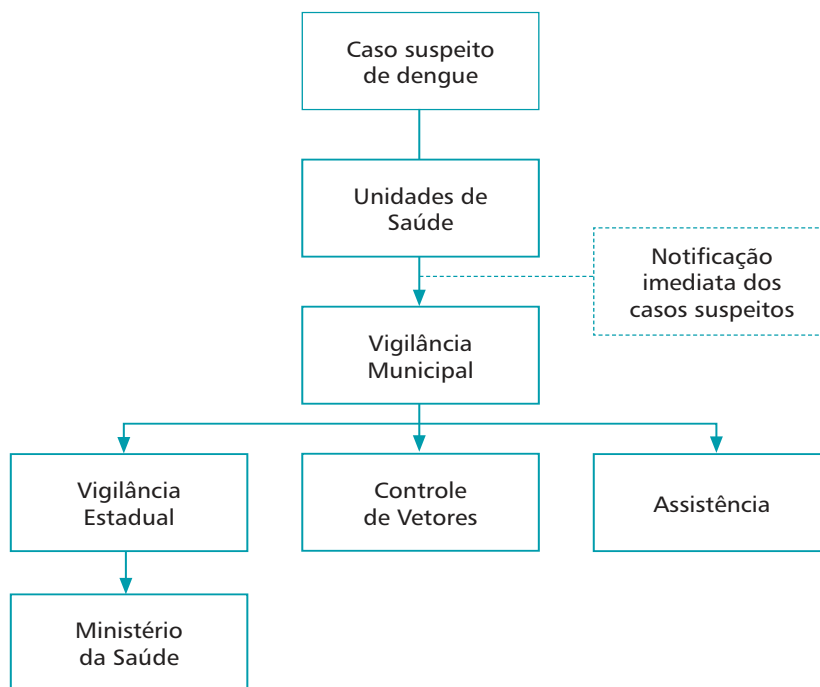 Caso suspeito
de dengue
Unidades de
Saúde
Notificação
imediata dos
casos suspeitos
Vigilância
Municipal
Vigilância
Estadual
Controle
de Vetores
Assistência
Ministério
da Saúde